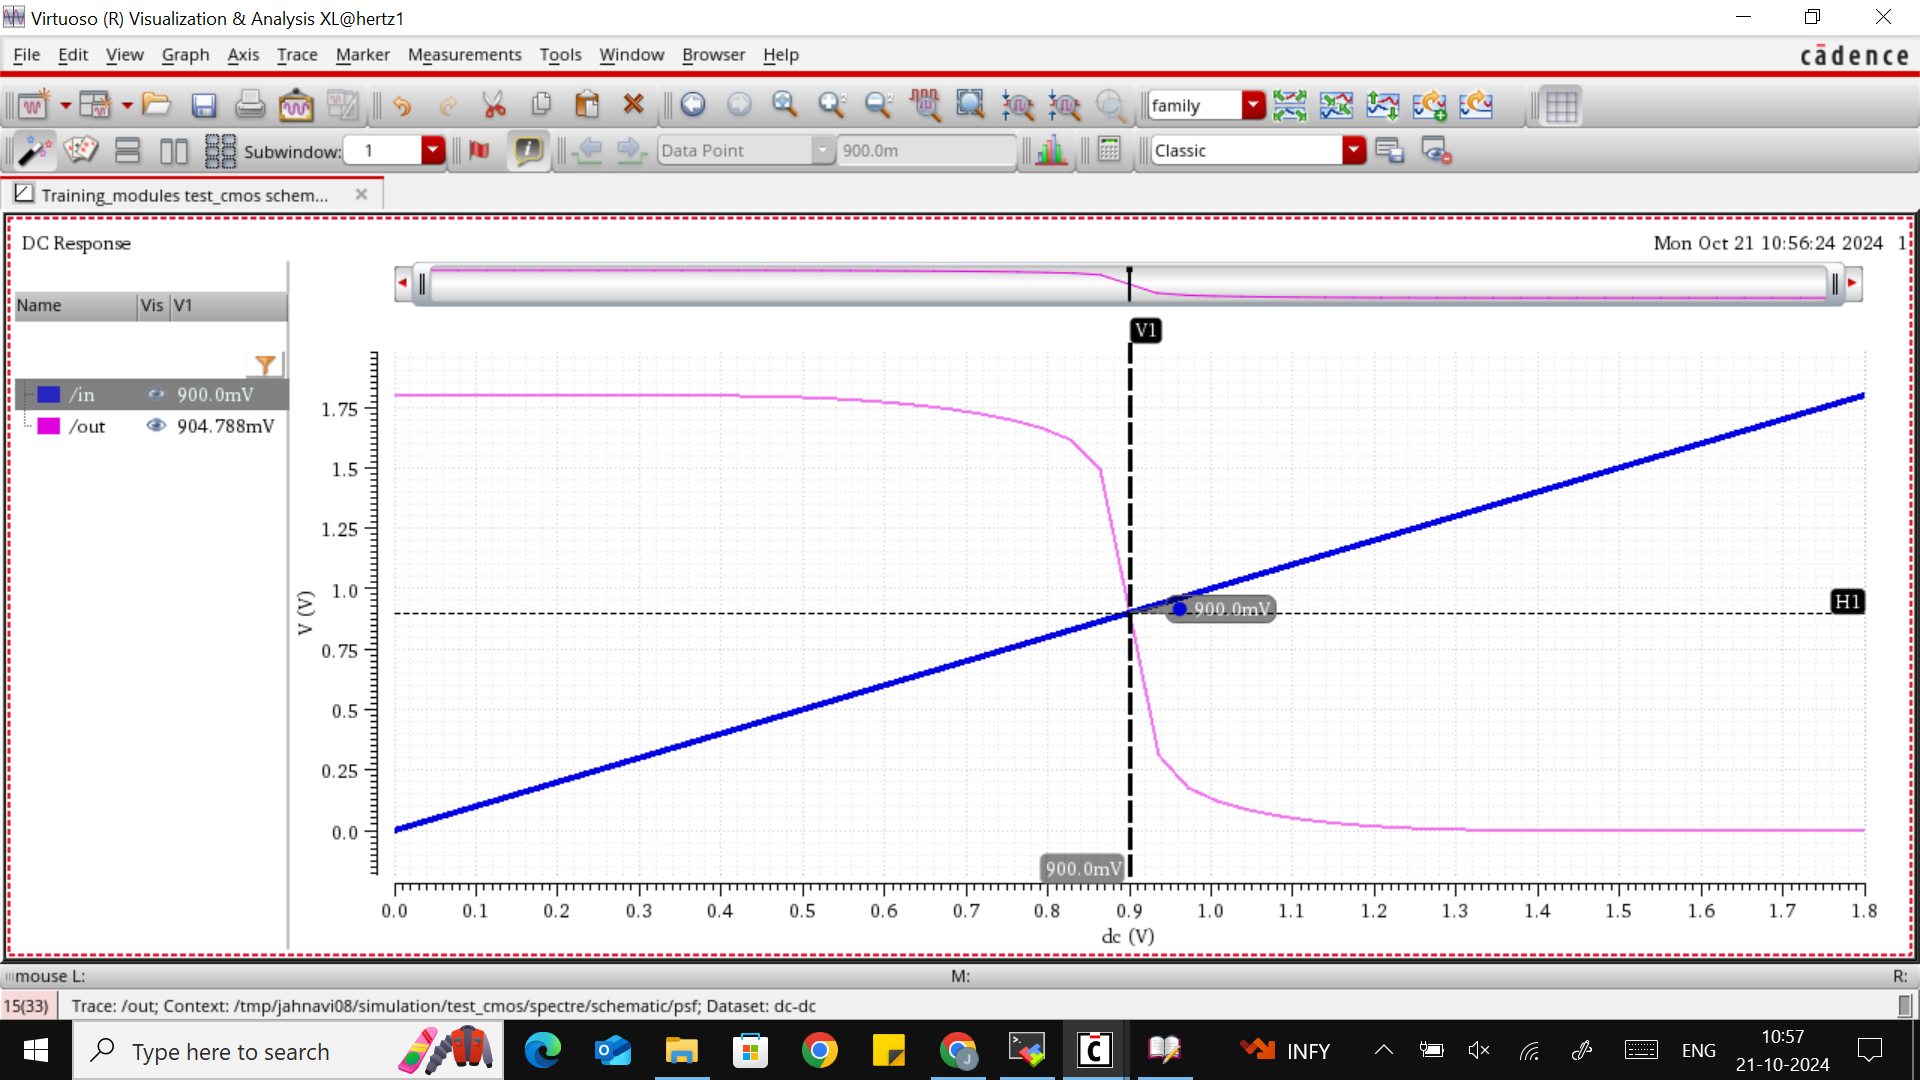 Virtuoso (R) Visualization & Analysis XL@hertz1
File Edit View Graph Axis Trace Marker Measurements Tools Window Browser Help
cādence
family
Subwindow: 1
Data Point
900.0m
Classic
Training_modules test_cmos schem...
DC Response
Mon Oct 21 10:56:24 2024 1
Name Vis V1
/in 900.0mV
/out 904.788mV
V1
1.75
1.5
1.25
1.0
0.75
0.5
0.25
0.0
V (V)
H1
900.0mV
900.0mV
0.0 0.1 0.2 0.3 0.4 0.5 0.6 0.7 0.8 0.9 1.0 1.1 1.2 1.3 1.4 1.5 1.6 1.7 1.8
dc (V)
mouse L: M: R:
15(33) Trace: /out; Context: /tmp/jahnavi08/simulation/test_cmos/spectre/schematic/psf; Dataset: dc-dc
Type here to search
INFY
ENG
10:57
21-10-2024